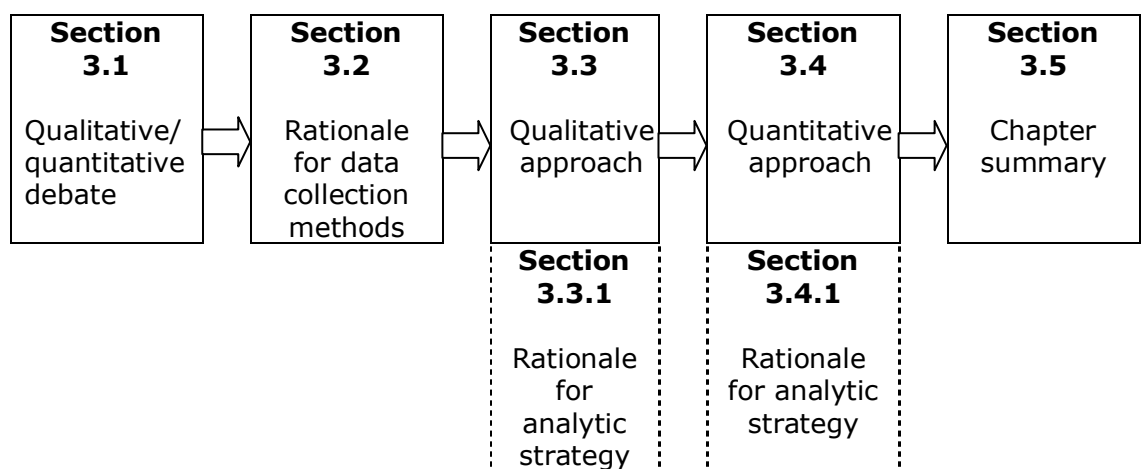 Section
3.1
Qualitative/
quantitative
debate
Section
3.2
Rationale
for data
collection
methods
Section
3.3
Qualitative
approach
Section
3.4
Quantitative
approach
Section
3.5
Chapter
summary
Section
3.3.1
Rationale
for
analytic
strategy
Section
3.4.1
Rationale
for analytic
strategy